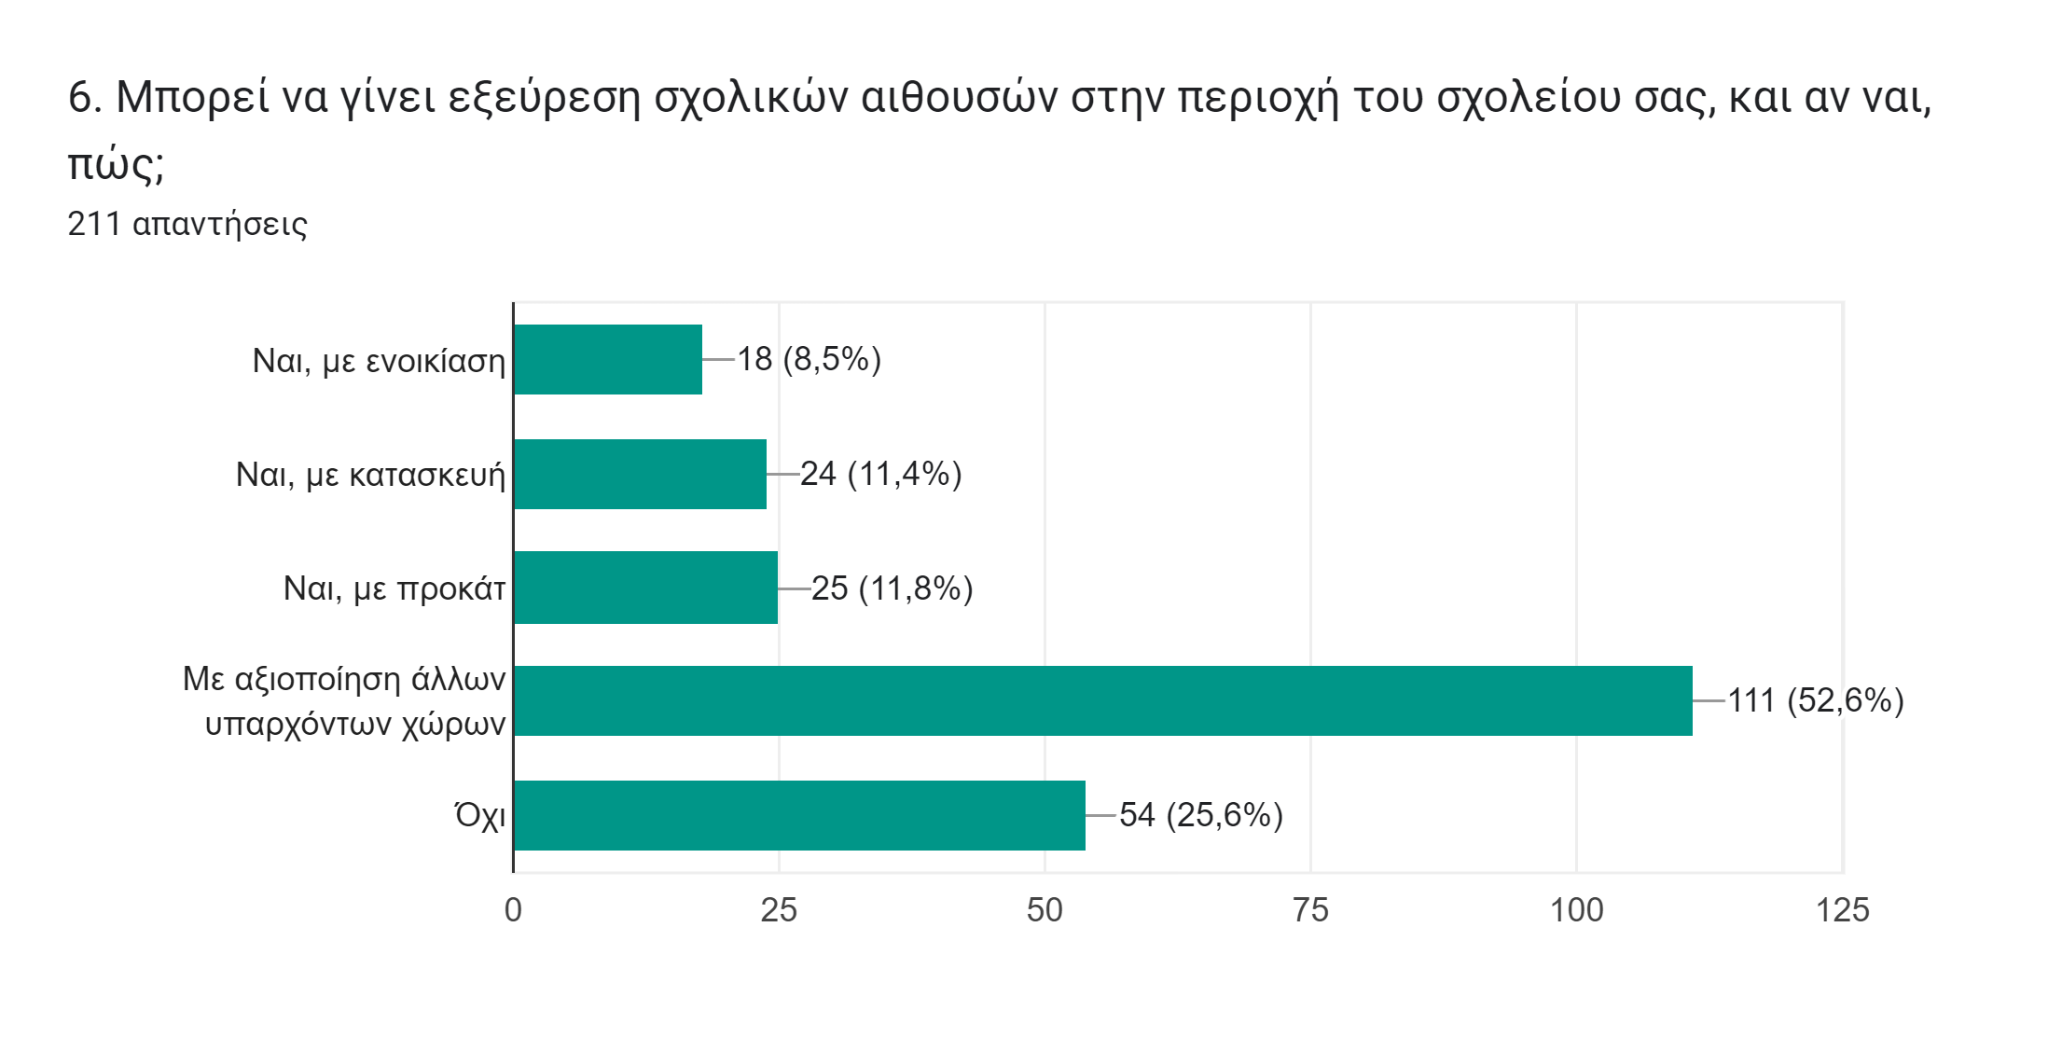 6. Μπορεί να γίνει εξεύρεση σχολικών αιθουσών στην περιοχή του σχολείου σας, και αν ναι,
πώς;
211 απαντήσεις
Ναι, με ενοικίαση
18 (8,5%)
Ναι, με κατασκευή
24 (11,4%)
Ναι, με προκάτ
25 (11,8%)
Με αξιοποίηση άλλων
υπαρχόντων χώρων
111 (52,6%)
Όχι
54 (25,6%)
0 25 50 75 100 125